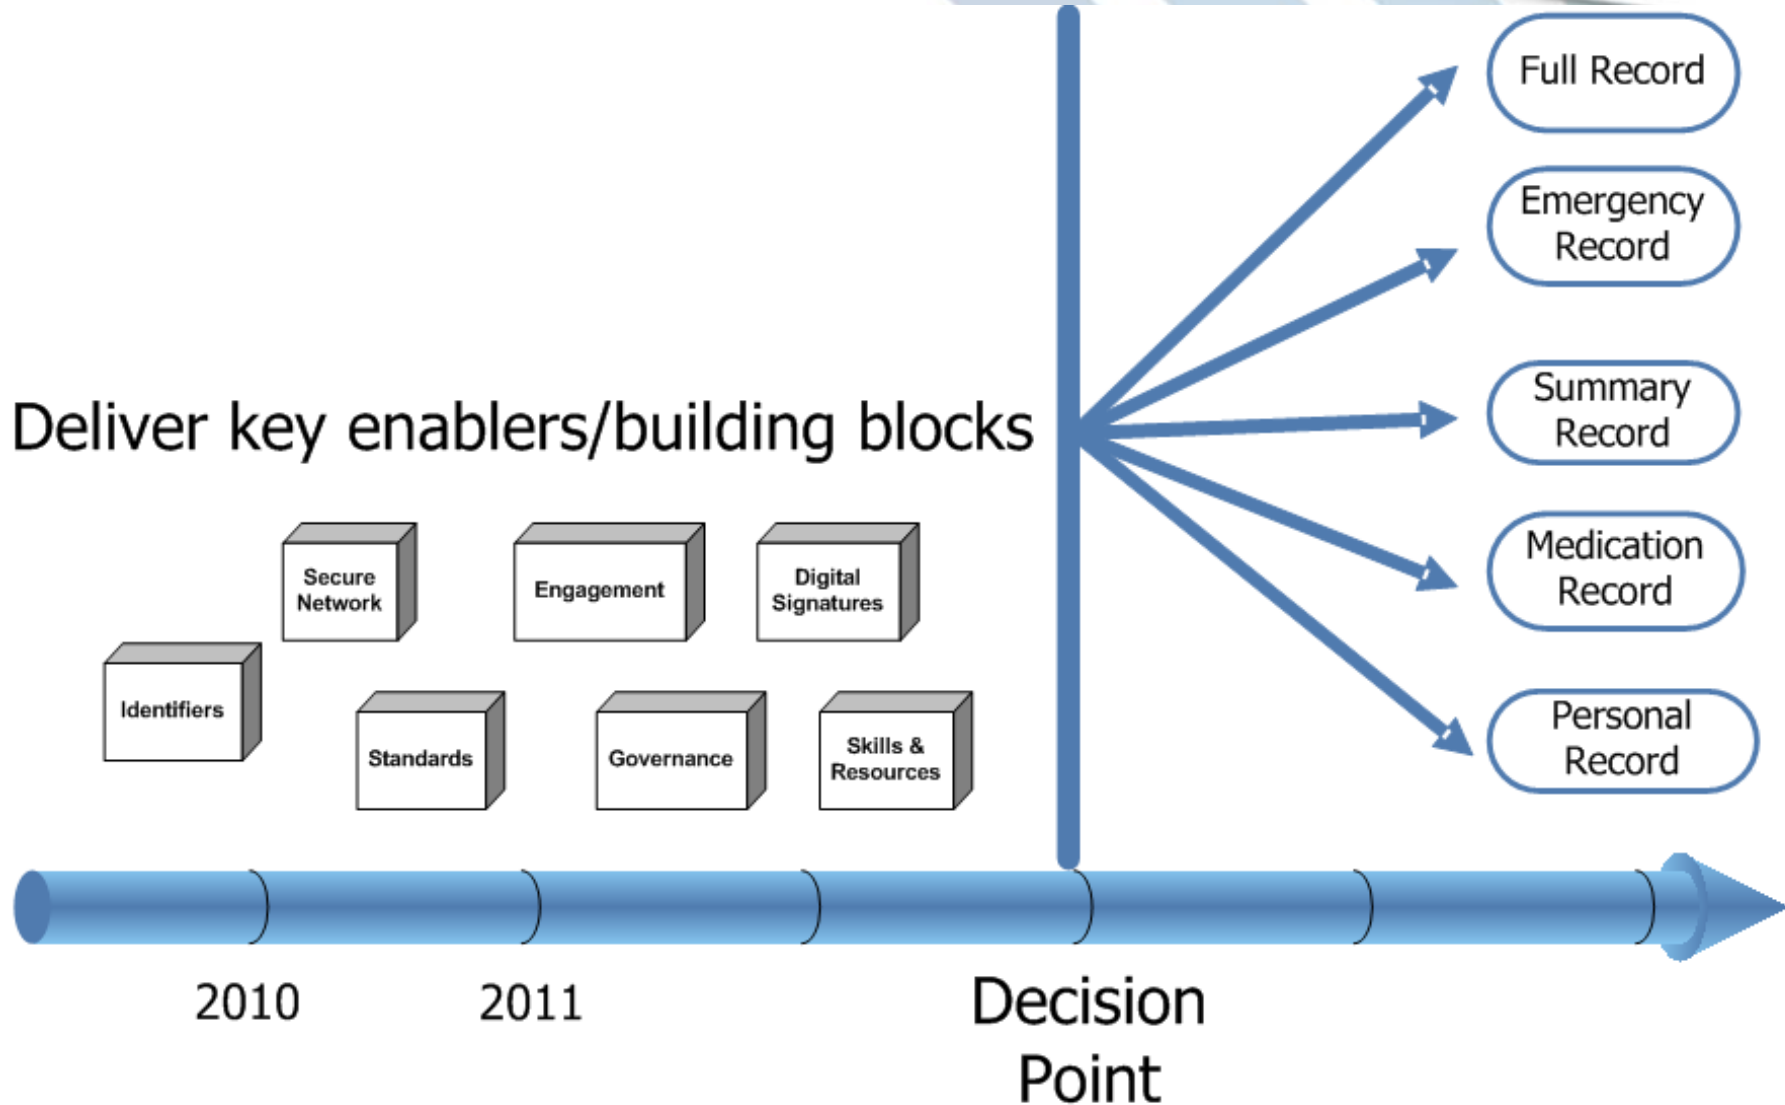 Full Record
Emergency
Record
Deliver key enablers/building blocks
Summary
Record
Secure
Network
Engagement
Digital
Signatures
Medication
Record
Identifiers
Standards
Governance
Skills &
Resources
Personal
Record
2010
2011
Decision
Point